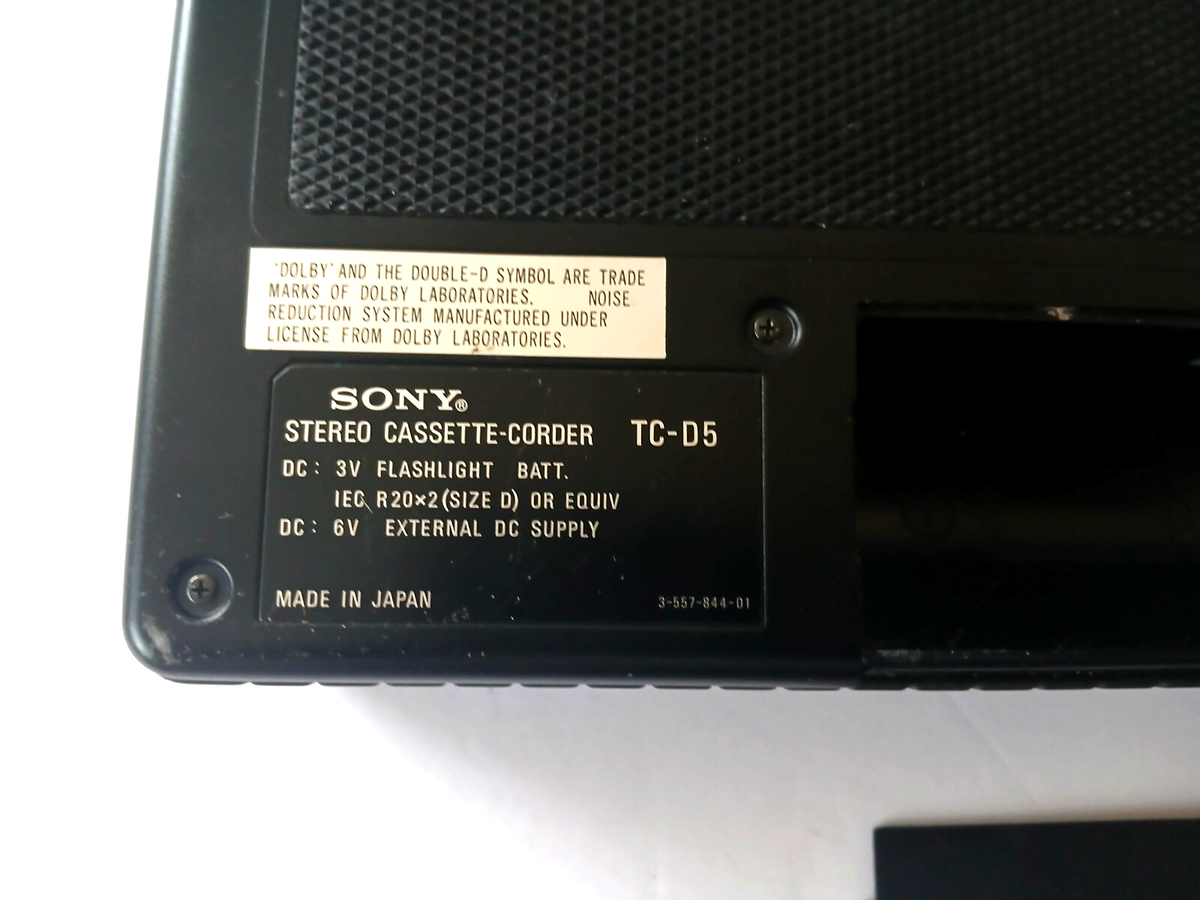 "DOLBY" AND THE DOUBLE-D SYMBOL ARE TRADE
MARKS OF DOLBY LABORATORIES. NOISE
REDUCTION SYSTEM MANUFACTURED UNDER
LICENSE FROM DOLBY LABORATORIES.
SONY®
STEREO CASSETTE-CORDER TC-D5
DC: 3V FLASHLIGHT BATT.
IEC R20×2(SIZE D) OR EQUIV
DC: 6V EXTERNAL DC SUPPLY
MADE IN JAPAN 3-557-844-01